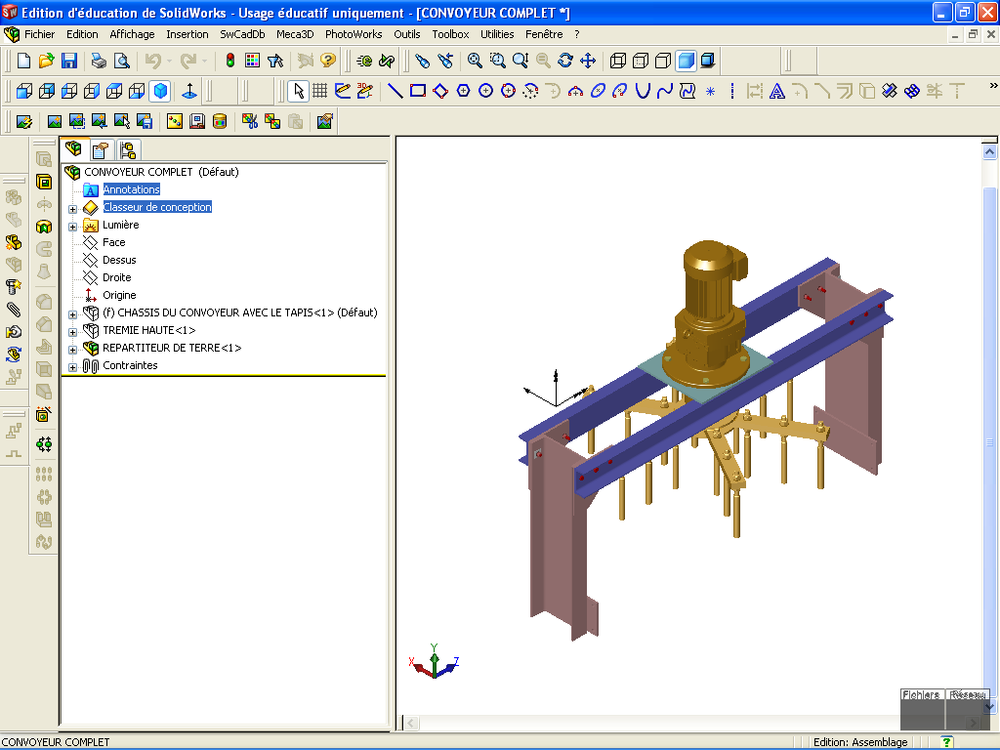 Edition d'éducation de SolidWorks - Usage éducatif uniquement - [CONVOYEUR COMPLET *]
Fichier Edition Affichage Insertion SwCadDb Meca3D PhotoWorks Outils Toolbox Utilities Fenêtre ?
CONVOYEUR COMPLET (Défaut)
Annotations
Classeur de conception
Lumière
Face
Dessus
Droite
Origine
(f) CHASSIS DU CONVOYEUR AVEC LE TAPIS<1> (Défaut)
TREMIE HAUTE<1>
REPARTITEUR DE TERRE<1>
Contraintes
Y
X Z
Fichiers Réseau
CONVOYEUR COMPLET Edition: Assemblage ?